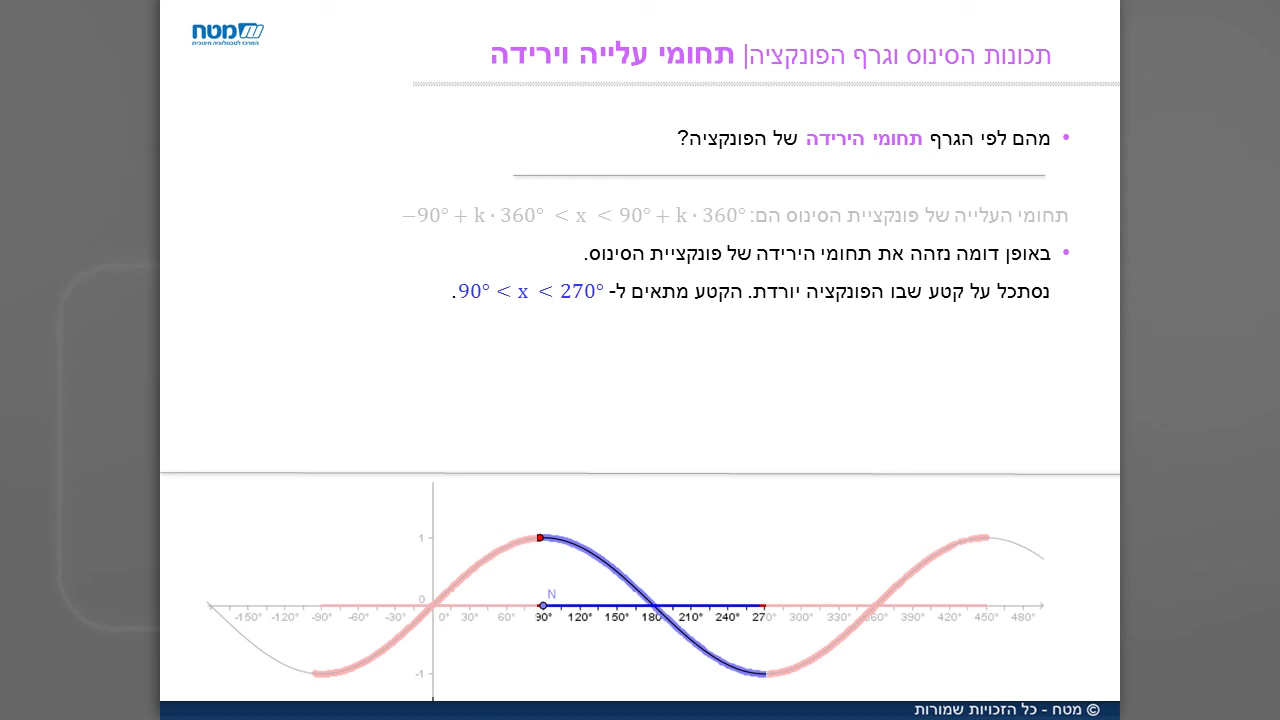 מטח
המרכז לטכנולוגיה חינוכית
תכונות הסינוס וגרף הפונקציה| תחומי עלייה וירידה
• מהם לפי הגרף תחומי הירידה של הפונקציה?
תחומי העלייה של פונקציית הסינוס הם: −90° + k · 360° < x < 90° + k · 360°
• באופן דומה נזהה את תחומי הירידה של פונקציית הסינוס.
נסתכל על קטע שבו הפונקציה יורדת. הקטע מתאים ל- 90° < x < 270°.
1
N
0
-150° -120° -90° -60° -30° 0° 30° 60° 90° 120° 150° 180 210° 240° 270° 300° 330° 360° 390° 420° 450° 480°
-1
© מטח - כל הזכויות שמורות